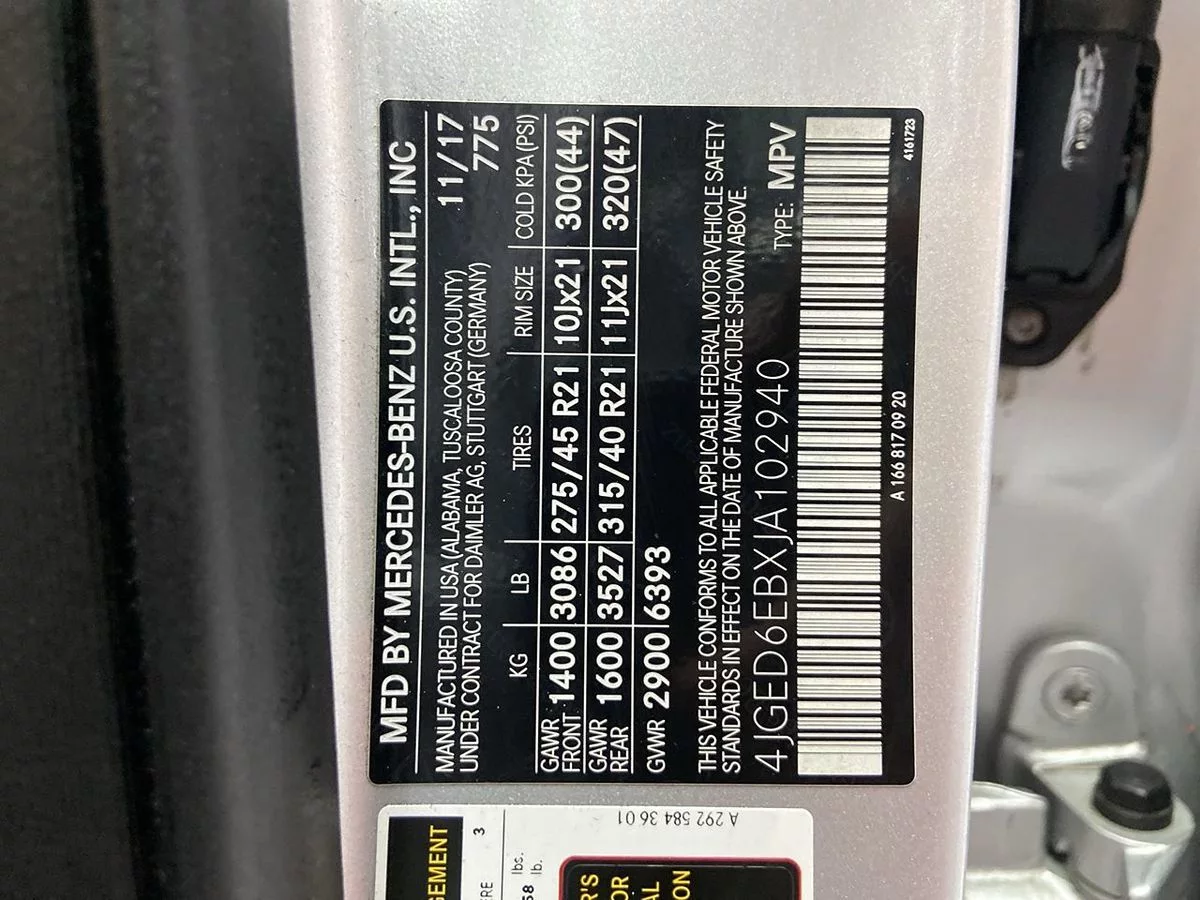 MFD BY MERCEDES-BENZ U.S. INTL., INC
MANUFACTURED IN USA (ALABAMA, TUSCALOOSA COUNTY) 11/17
UNDER CONTRACT FOR DAIMLER AG, STUTTGART (GERMANY) 775
KG LB TIRES RIM SIZE COLD KPA (PSI)
GAWR FRONT 1400 3086 275/45 R21 10Jx21 300(44)
GAWR REAR 1600 3527 315/40 R21 11Jx21 320(47)
GVWR 2900 6393
THIS VEHICLE CONFORMS TO ALL APPLICABLE FEDERAL MOTOR VEHICLE SAFETY
STANDARDS IN EFFECT ON THE DATE OF MANUFACTURE SHOWN ABOVE.
4JGED6EBXJA102940 TYPE: MPV
A 166 817 09 20 4161723
A 292 584 36 01
3
lbs.
lb.